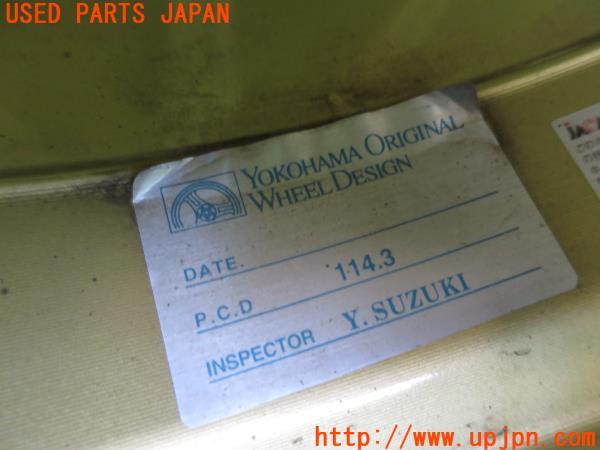 USED PARTS JAPAN
YOKOHAMA ORIGINAL
WHEEL DESIGN
DATE.
P.C.D 114.3
INSPECTOR Y. SUZUKI
http://www.upjpn.com